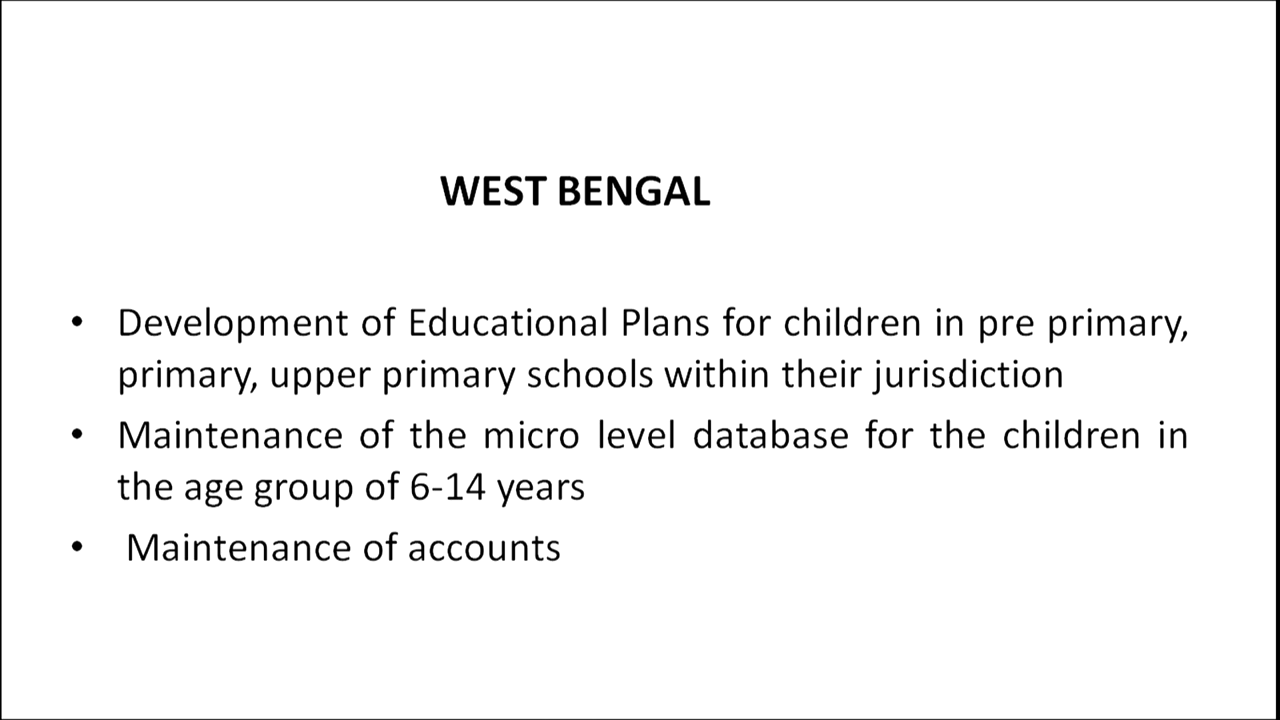 WEST BENGAL
• Development of Educational Plans for children in pre primary,
primary, upper primary schools within their jurisdiction
• Maintenance of the micro level database for the children in
the age group of 6-14 years
• Maintenance of accounts